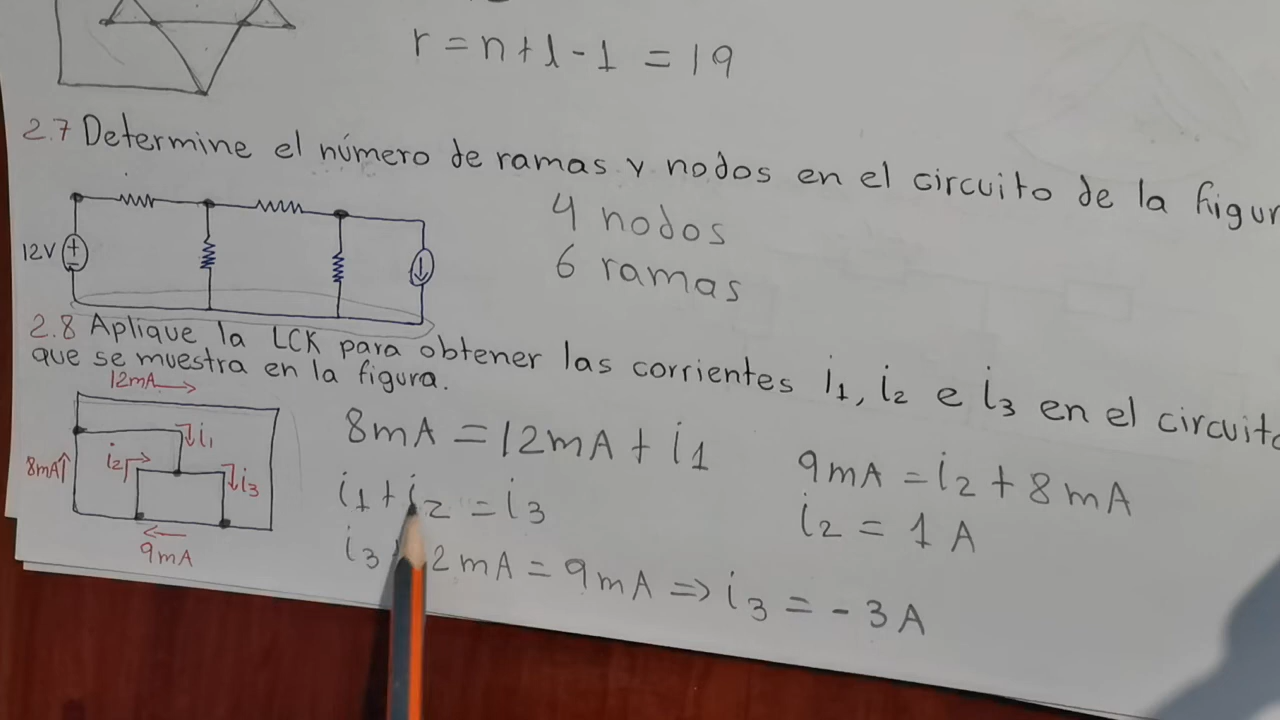 r = n + l - 1 = 19
2.7 Determine el número de ramas y nodos en el circuito de la figur
4 nodos
6 ramas
12V
2.8 Aplique la LCK para obtener las corrientes i1, i2 e i3 en el circuito
que se muestra en la figura.
12mA
8mA
i1
i2
i3
9mA
8mA = 12mA + i1
i1 + i2 = i3
i3 2mA = 9mA => i3 = - 3 A
9mA = i2 + 8 mA
i2 = 1 A